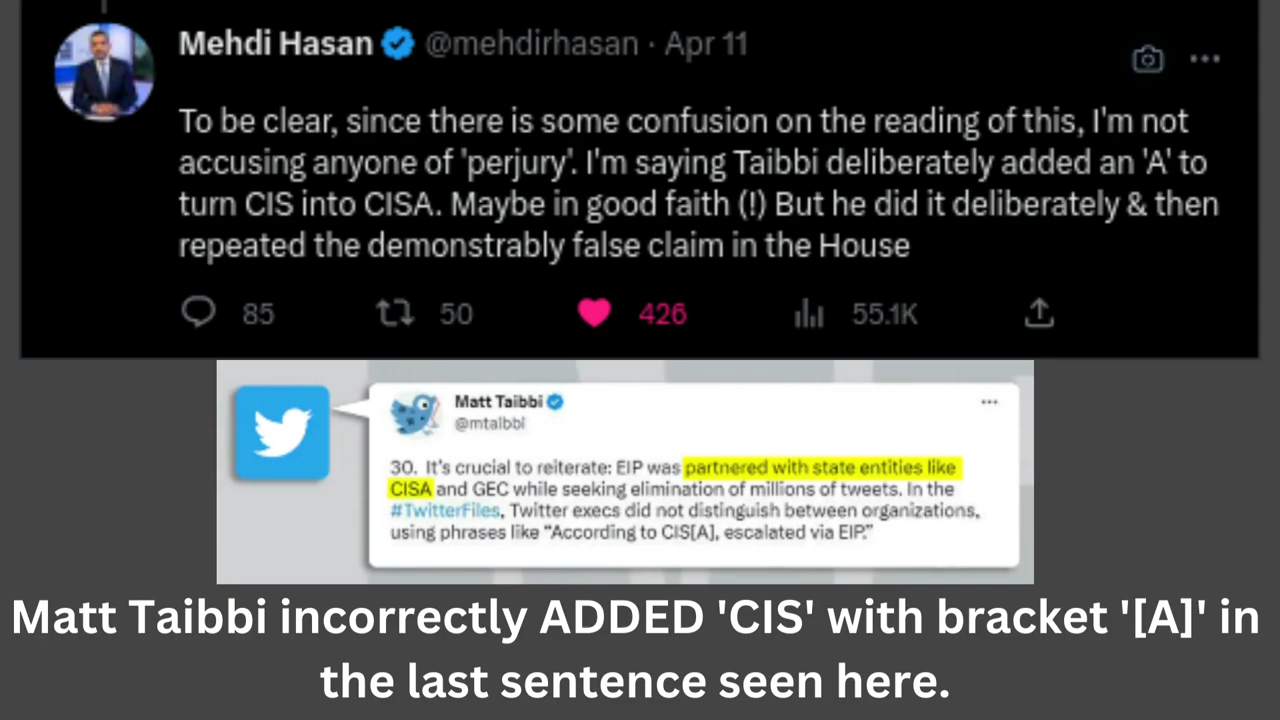 Mehdi Hasan @mehdirhasan · Apr 11
To be clear, since there is some confusion on the reading of this, I'm not
accusing anyone of 'perjury'. I'm saying Taibbi deliberately added an 'A' to
turn CIS into CISA. Maybe in good faith (!) But he did it deliberately & then
repeated the demonstrably false claim in the House
85 50 426 55.1K
Matt Taibbi
@mtaibbi
30. It's crucial to reiterate: EIP was partnered with state entities like
CISA and GEC while seeking elimination of millions of tweets. In the
#TwitterFiles, Twitter execs did not distinguish between organizations,
using phrases like “According to CIS[A], escalated via EIP.”
Matt Taibbi incorrectly ADDED 'CIS' with bracket '[A]' in
the last sentence seen here.